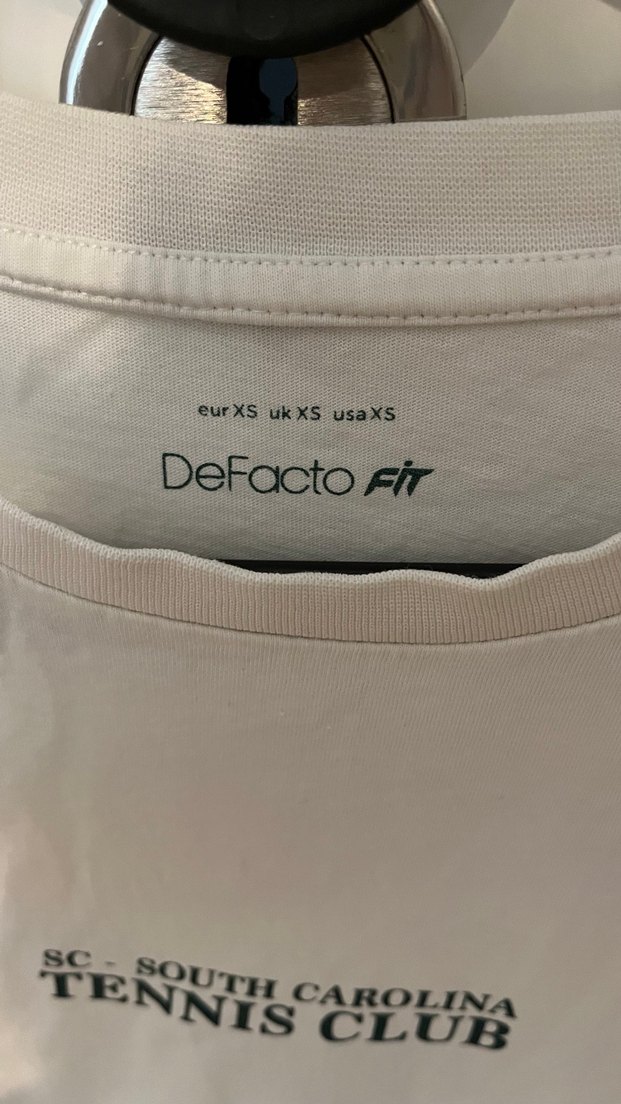 eur XS uk XS usa XS
DeFacto FiT
SC - SOUTH CAROLINA
TENNIS CLUB